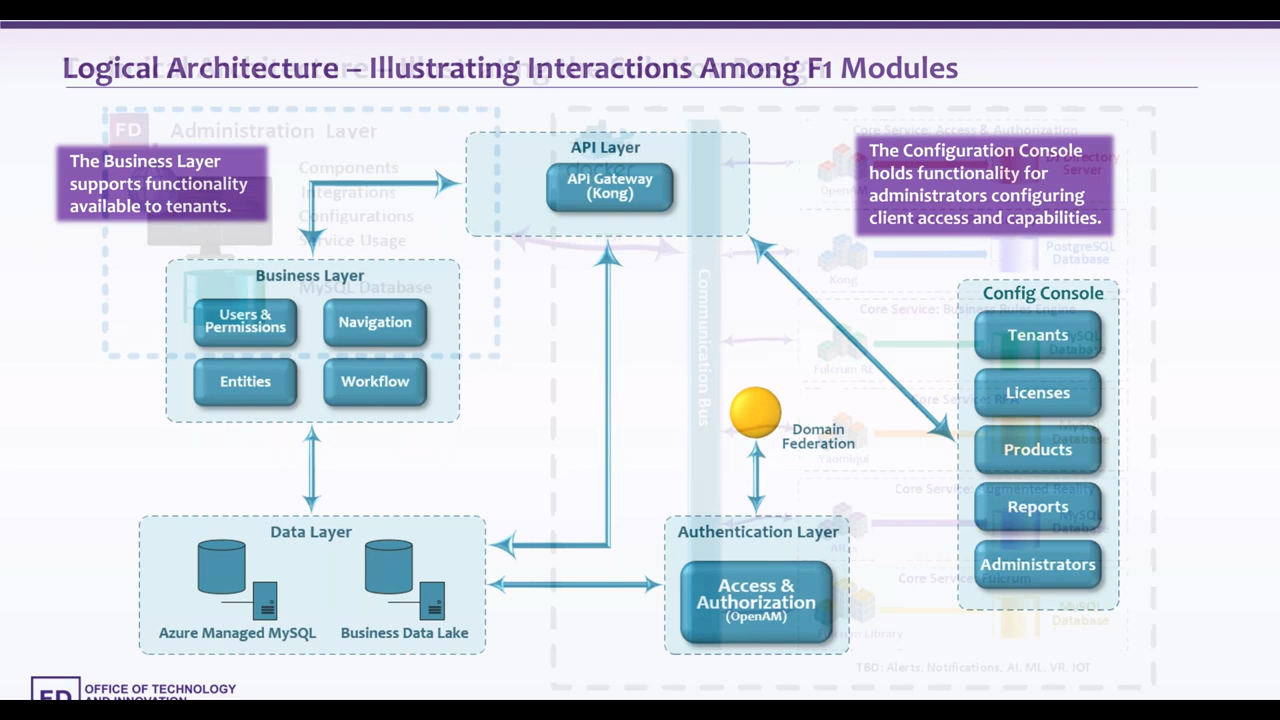 Logical Architecture – Illustrating Interactions Among F1 Modules
FD
Administration Layer
Components
Integrations
Configurations
Service Usage
MySQL Database
The Business Layer
supports functionality
available to tenants.
API Layer
API Gateway
(Kong)
docker
Core Service: Access & Authorization
The Configuration Console
holds functionality for
administrators configuring
client access and capabilities.
Directory
Server
PostgreSQL
Database
Kong
Business Layer
Users &
Permissions
Navigation
Entities
Workflow
Communication Bus
Core Service: Business Rules Engine
Fulcrum RE
MySQL
Database
Config Console
Tenants
Licenses
Products
Reports
Administrators
Core Service: RPA
Yaomiqui
MySQL
Database
Domain
Federation
Core Service: Augmented Reality
MySQL
Database
Data Layer
Azure Managed MySQL
Business Data Lake
Authentication Layer
Access &
Authorization
(OpenAM)
Core Service: Fulcrum
Fulcrum Library
MySQL
Database
TBD: Alerts, Notifications, AI, ML, VR, IOT
FD
OFFICE OF TECHNOLOGY
AND INNOVATION